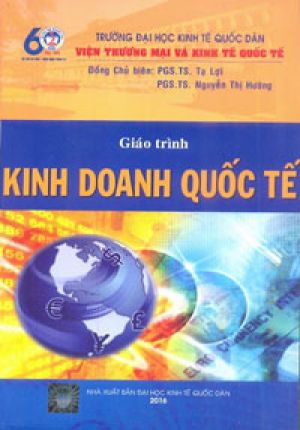 TRƯỜNG ĐẠI HỌC KINH TẾ QUỐC DÂN
VIỆN THƯƠNG MẠI VÀ KINH TẾ QUỐC TẾ
Đồng Chủ biên: PGS.TS. Tạ Lợi
PGS.TS. Nguyễn Thị Hường
Giáo trình
KINH DOANH QUỐC TẾ
NHÀ XUẤT BẢN ĐẠI HỌC KINH TẾ QUỐC DÂN
2016